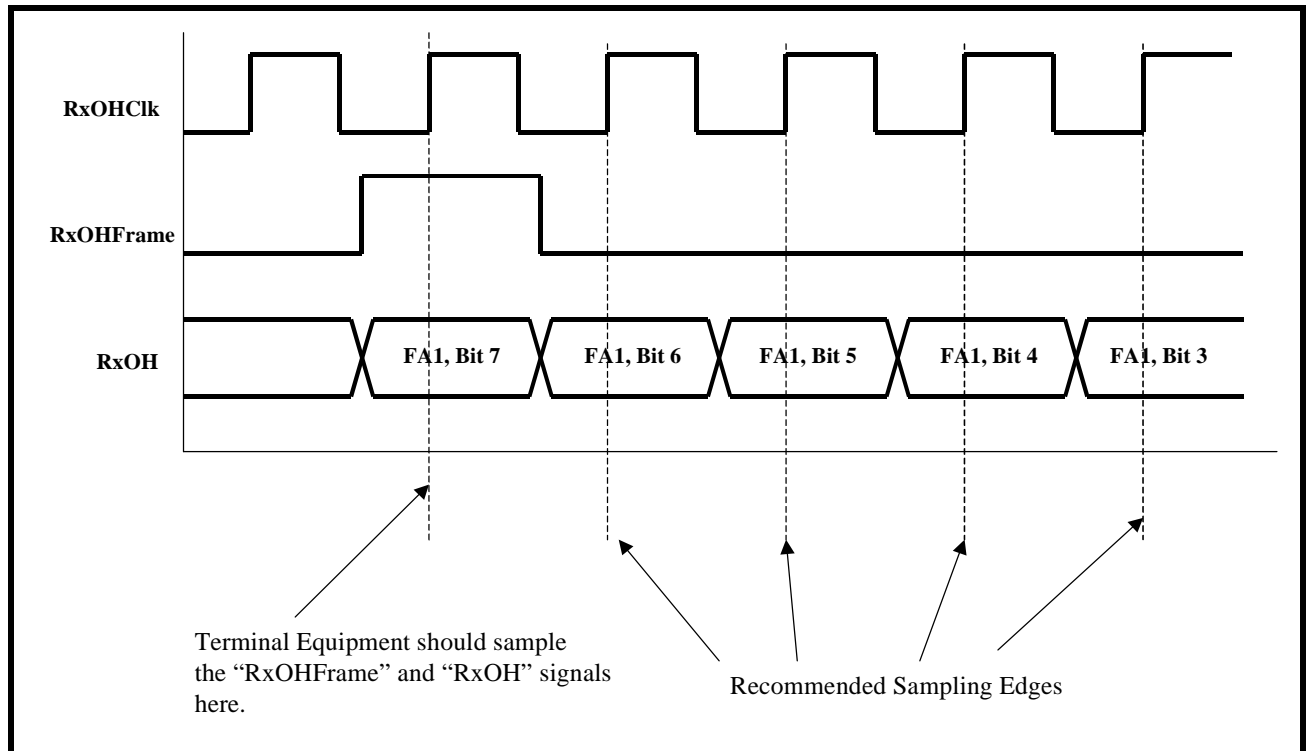 RxOHClk
RxOHFrame
RxOH
FA1, Bit 7
FA1, Bit 6
FA1, Bit 5
FA1, Bit 4
FA1, Bit 3
Terminal Equipment should sample
the “RxOHFrame” and “RxOH” signals
here.
Recommended Sampling Edges